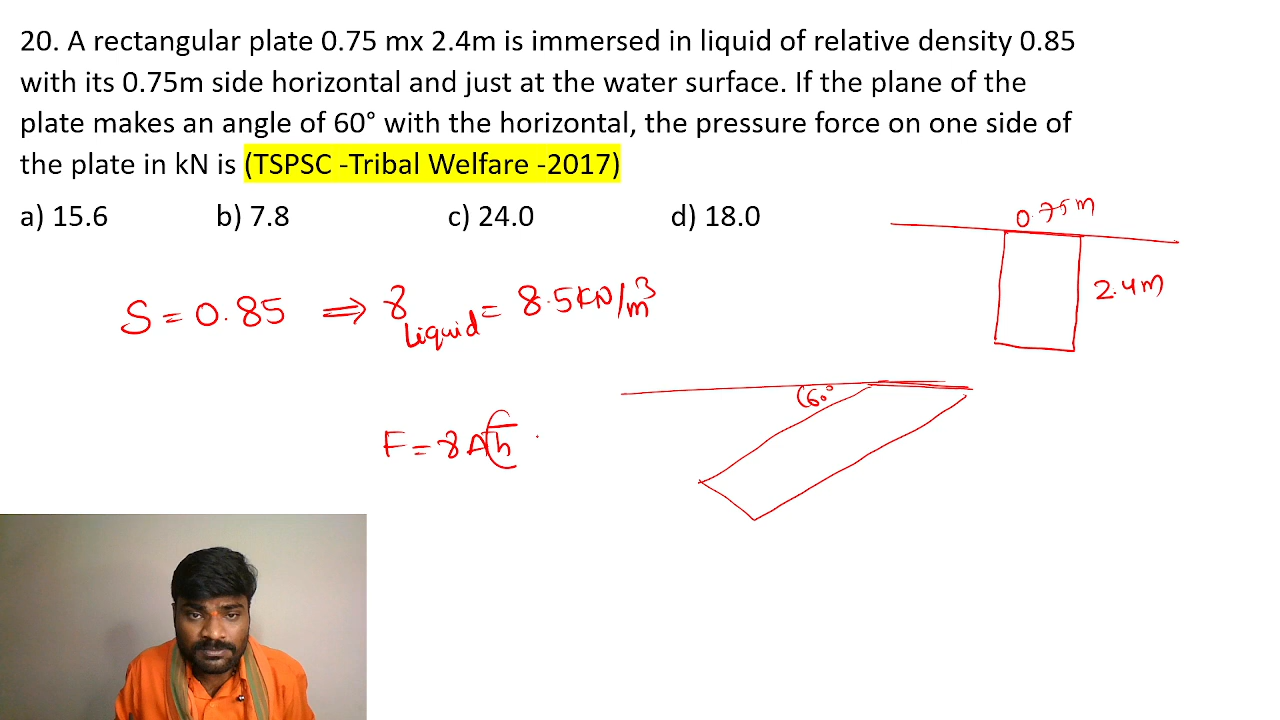 20. A rectangular plate 0.75 mx 2.4m is immersed in liquid of relative density 0.85
with its 0.75m side horizontal and just at the water surface. If the plane of the
plate makes an angle of 60° with the horizontal, the pressure force on one side of
the plate in kN is (TSPSC -Tribal Welfare -2017)
a) 15.6 b) 7.8 c) 24.0 d) 18.0
0.75m
2.4m
S = 0.85 ⇒ γ liquid = 8.5 KN/m³
60°
F = γAh̄